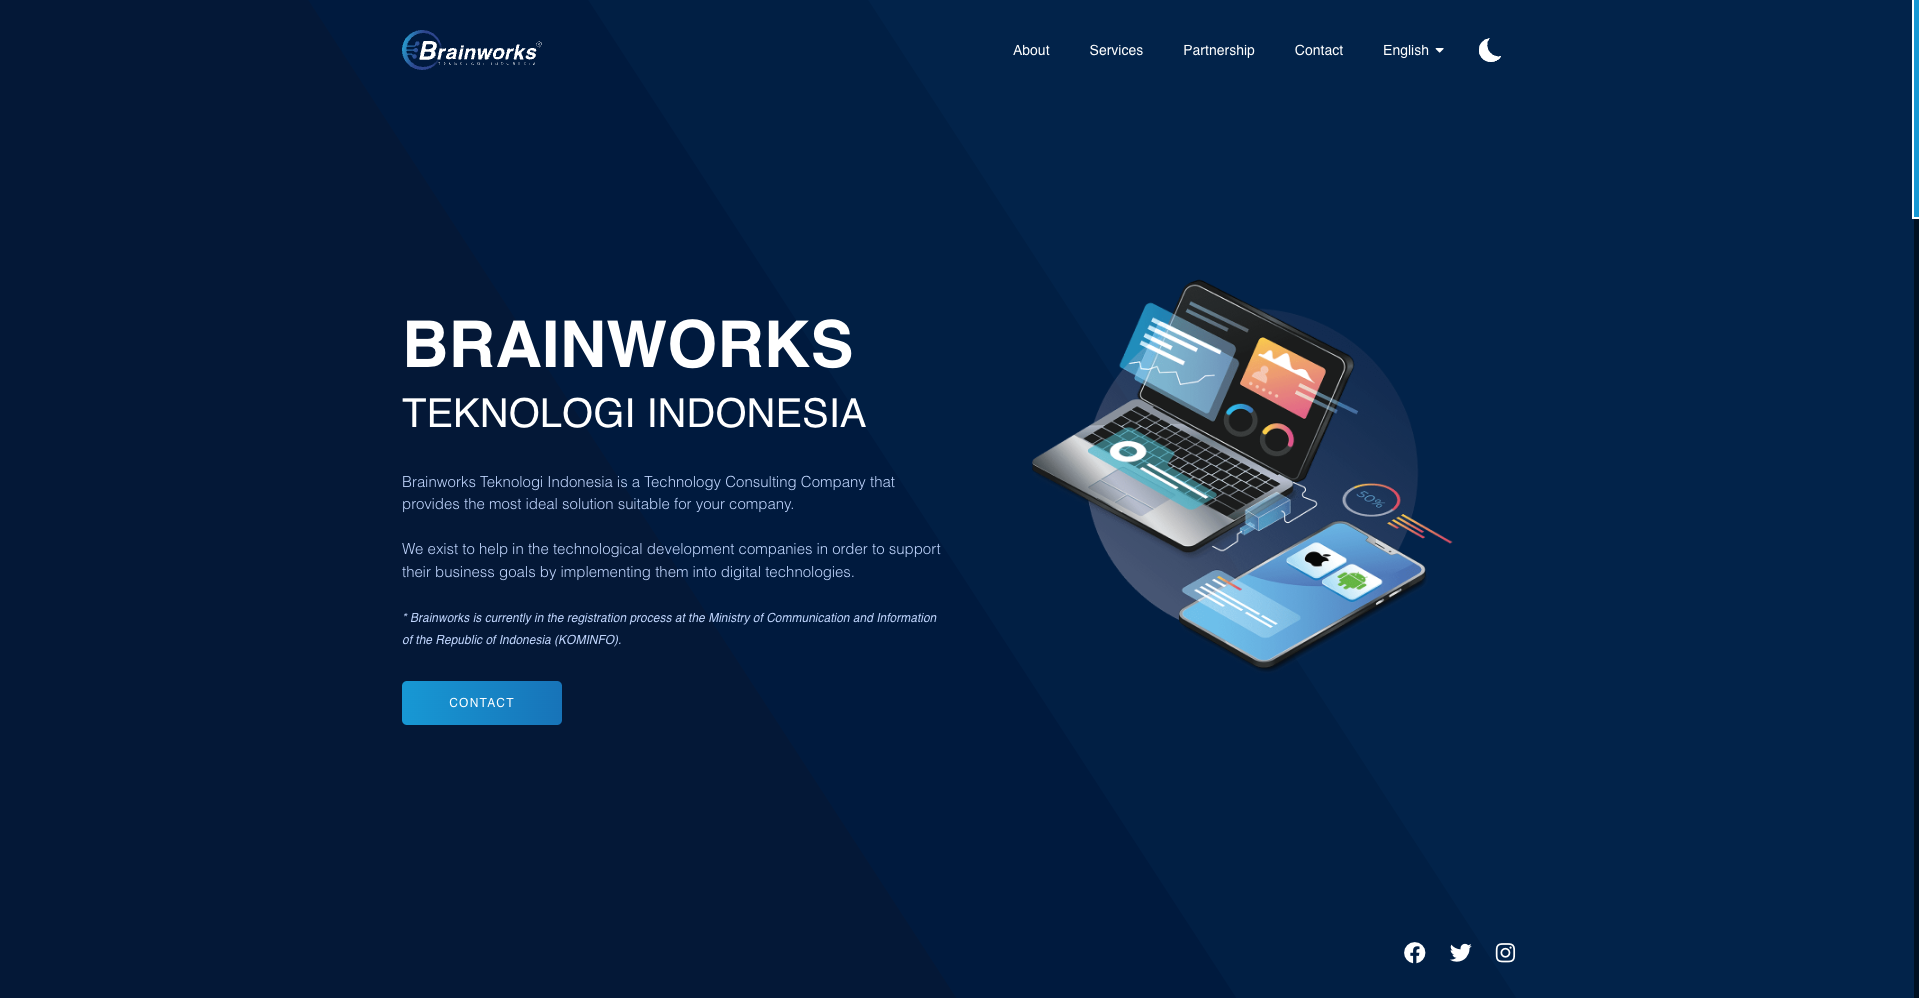 Brainworks
TEKNOLOGI INDONESIA
About
Services
Partnership
Contact
English
BRAINWORKS
TEKNOLOGI INDONESIA
Brainworks Teknologi Indonesia is a Technology Consulting Company that
provides the most ideal solution suitable for your company.
We exist to help in the technological development companies in order to support
their business goals by implementing them into digital technologies.
* Brainworks is currently in the registration process at the Ministry of Communication and Information
of the Republic of Indonesia (KOMINFO).
CONTACT
50%